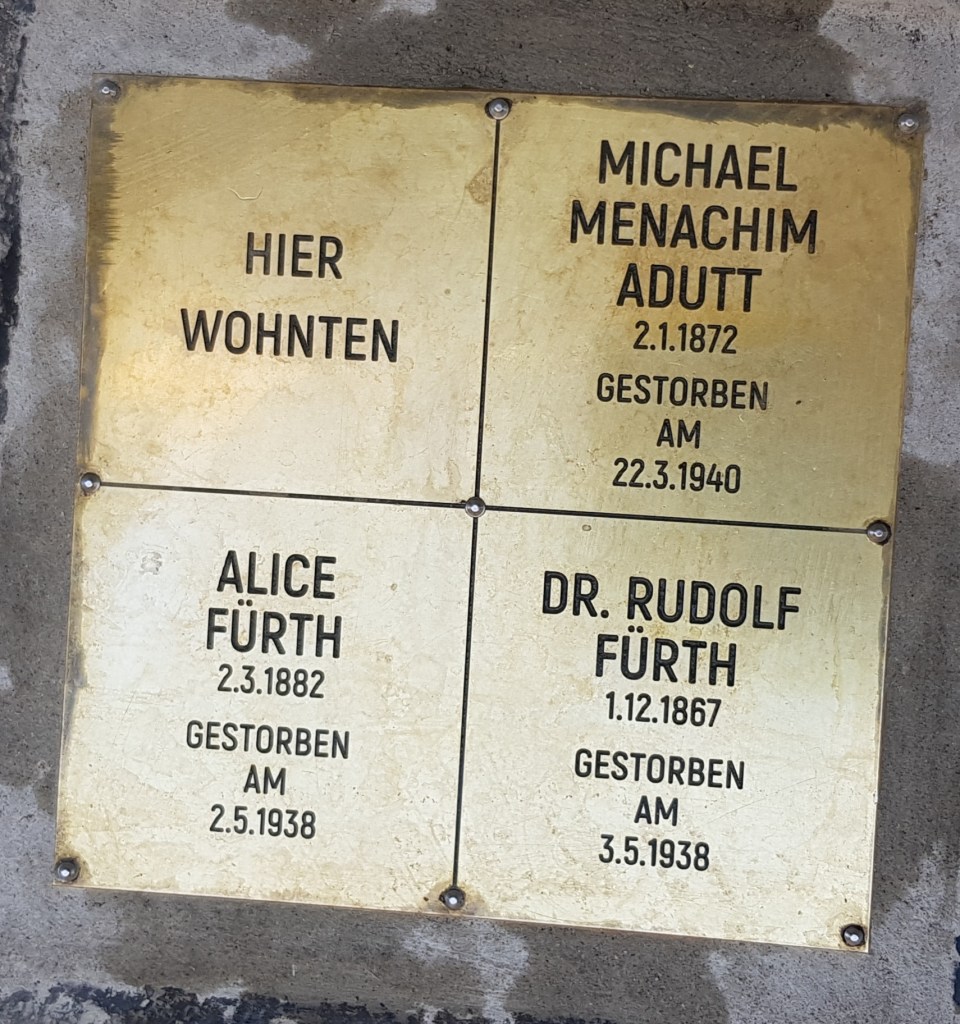 HIER
WOHNTEN
MICHAEL
MENACHIM
ADUTT
2.1.1872
GESTORBEN
AM
22.3.1940
ALICE
FÜRTH
2.3.1882
GESTORBEN
AM
2.5.1938
DR. RUDOLF
FÜRTH
1.12.1867
GESTORBEN
AM
3.5.1938